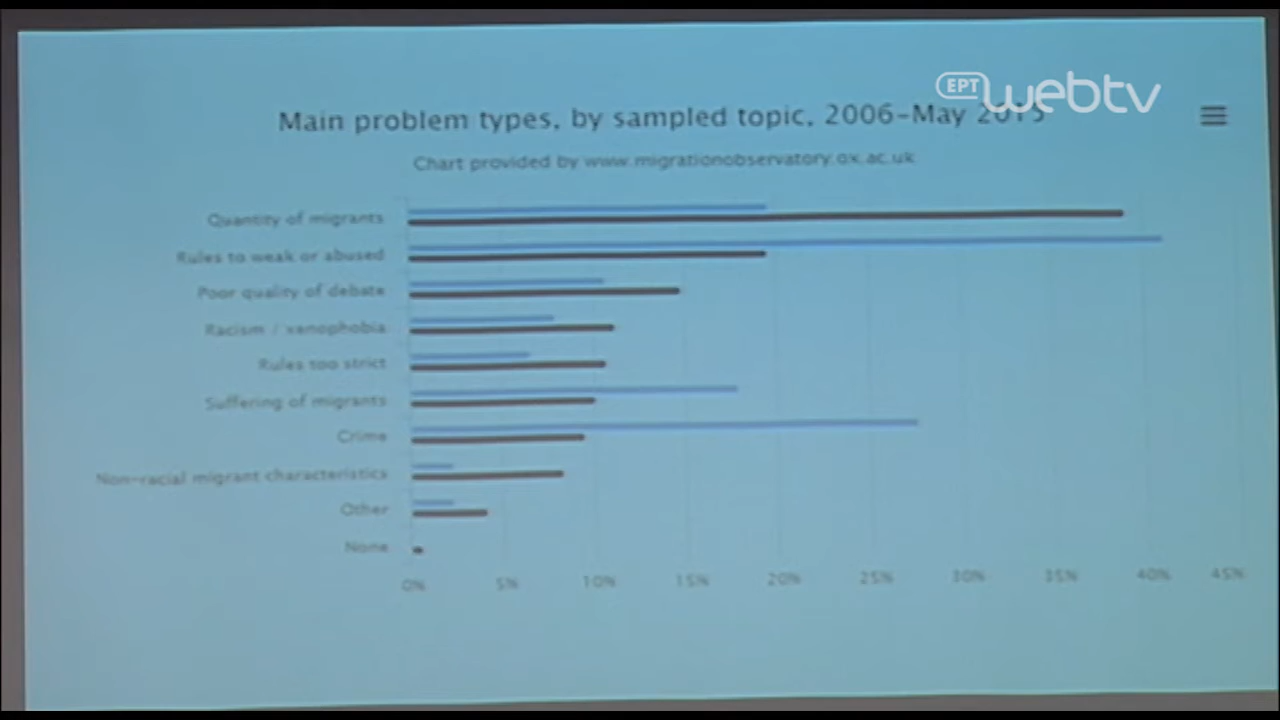 ΕΡΤ webtv
Main problem types, by sampled topic, 2006-May 2015
Chart provided by www.migrationobservatory.ox.ac.uk
Quantity of migrants
Rules to weak or abused
Poor quality of debate
Racism / xenophobia
Rules too strict
Suffering of migrants
Crime
Non-racial migrant characteristics
Other
None
0% 5% 10% 15% 20% 25% 30% 35% 40% 45%